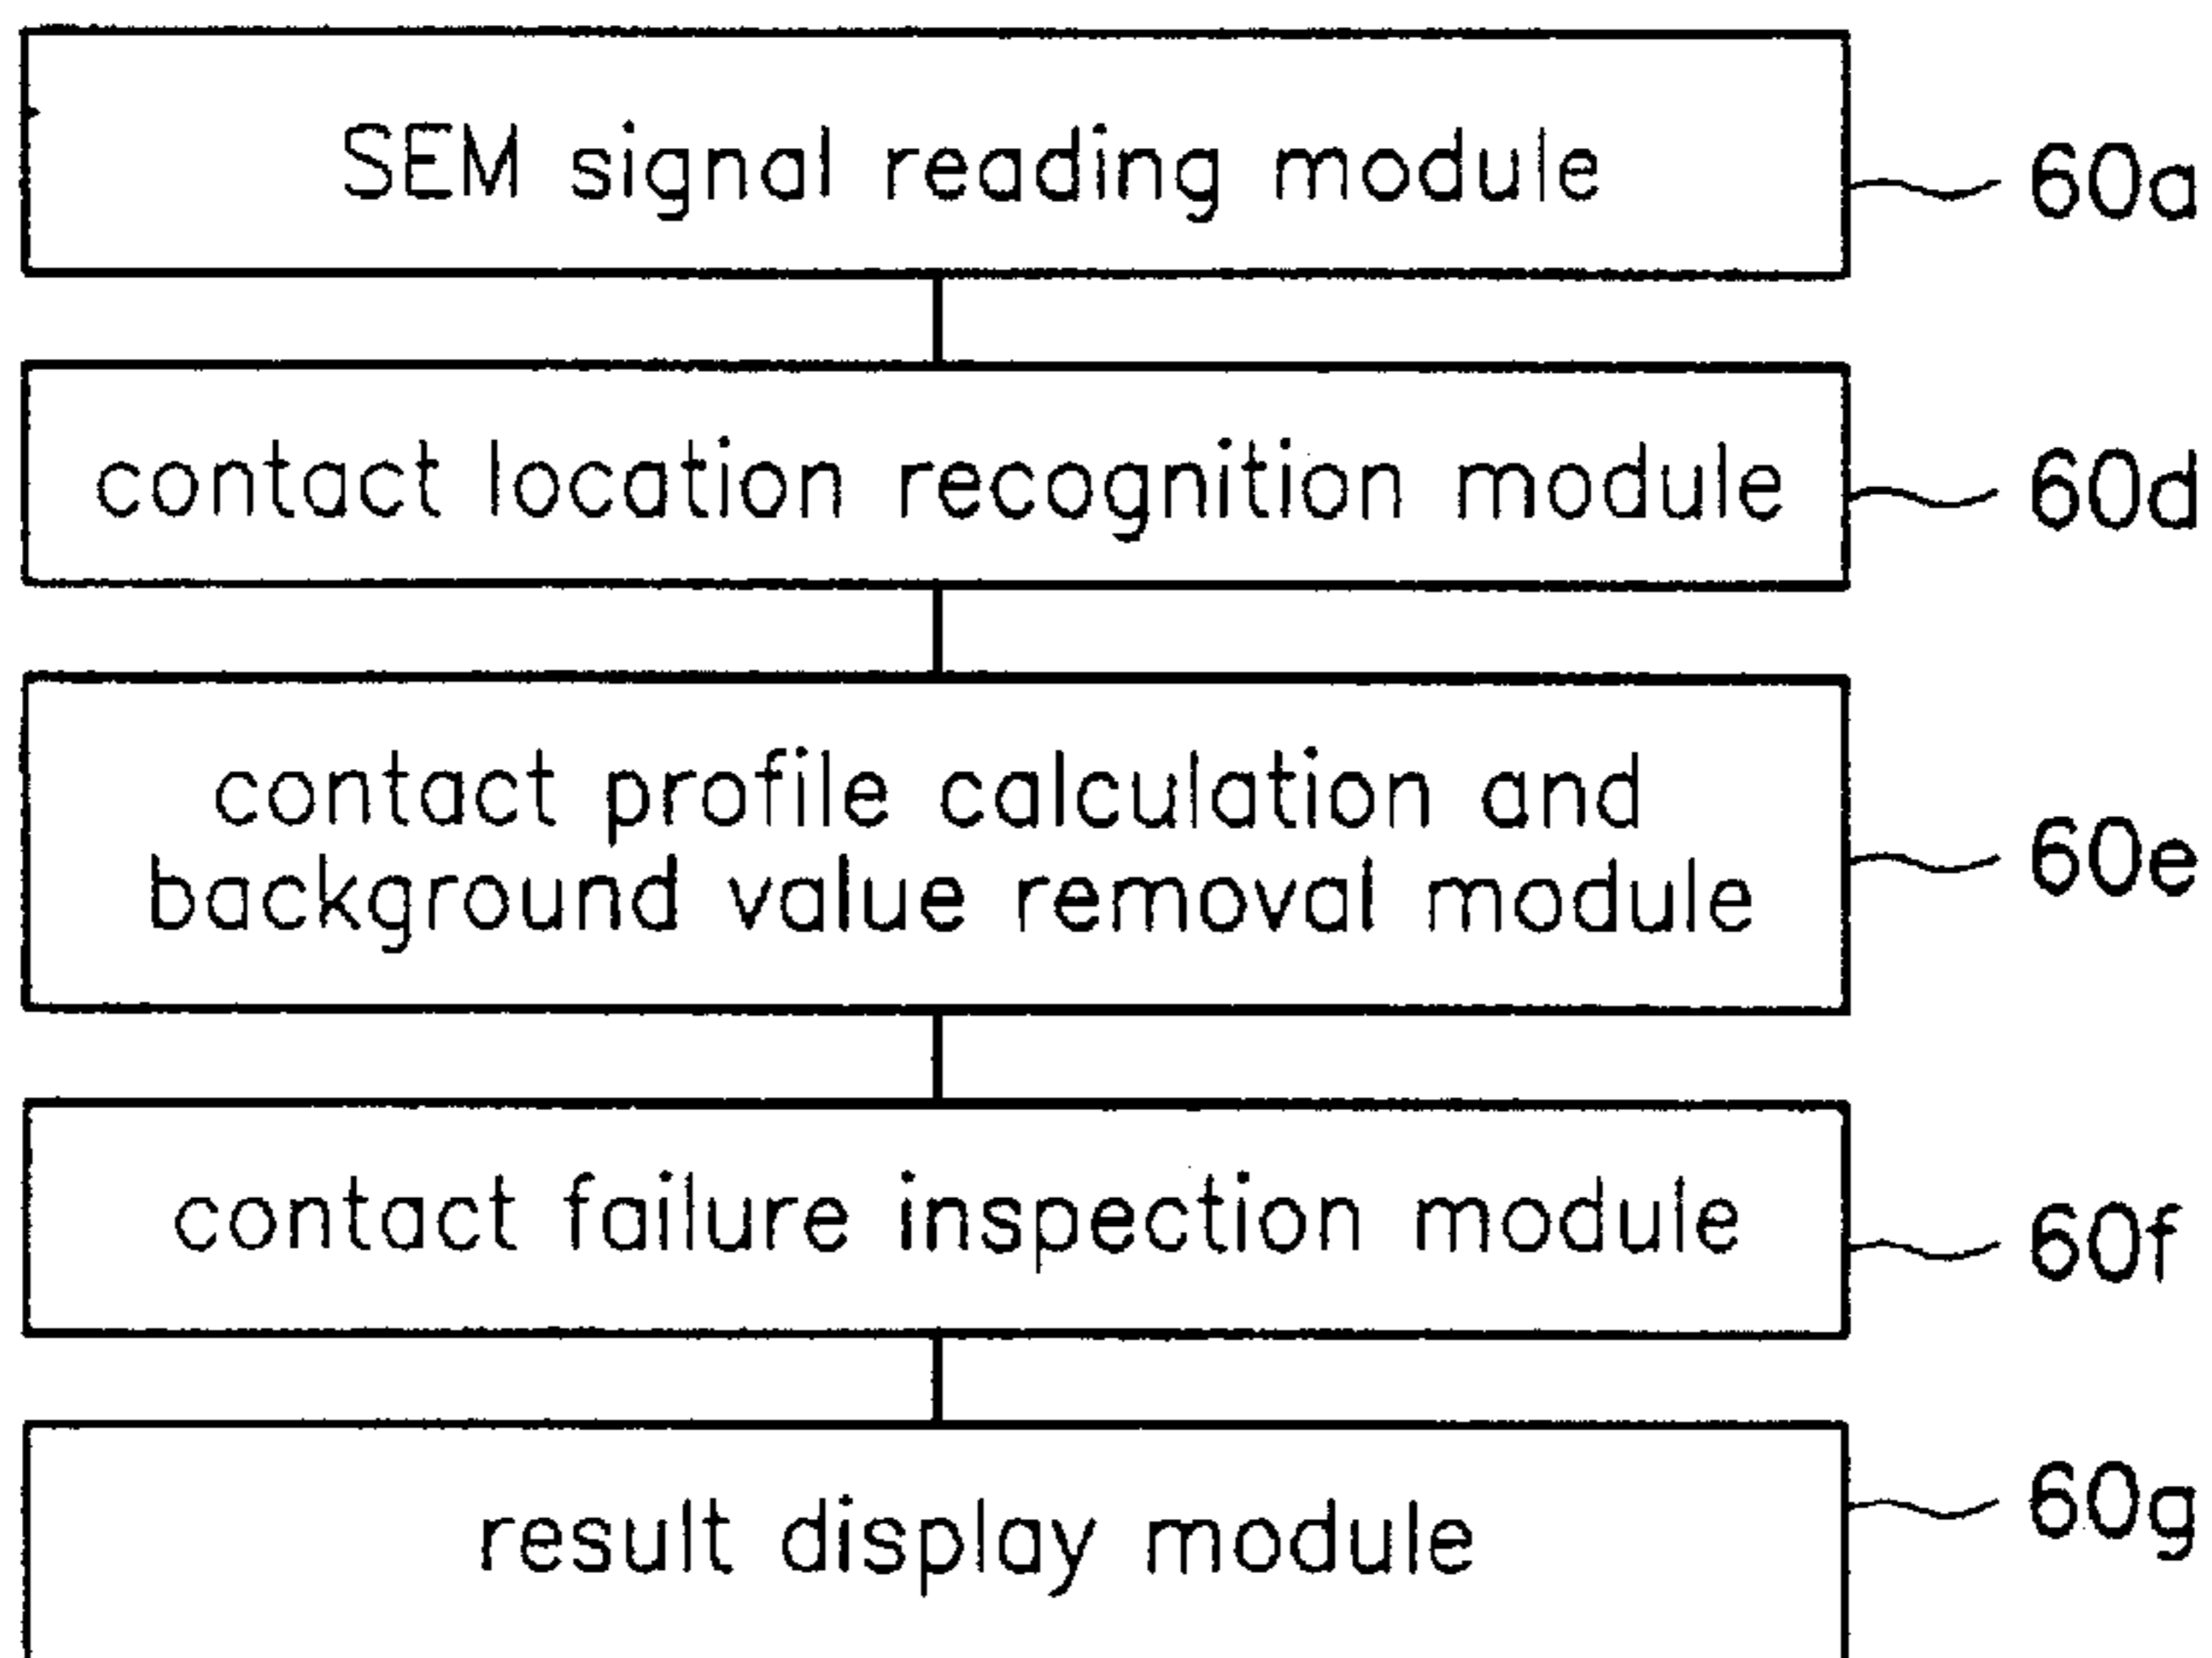 SEM signal reading module
60a
contact location recognition module
60d
contact profile calculation and
background value removal module
60e
contact failure inspection module
60f
result display module
60g